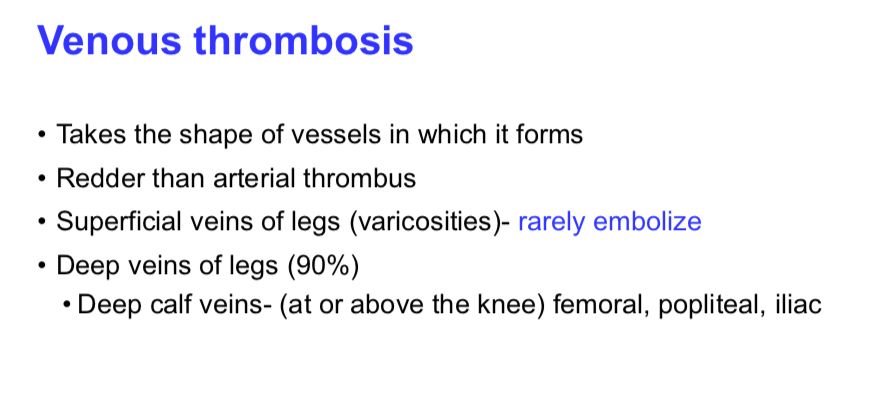 Venous thrombosis
• Takes the shape of vessels in which it forms
• Redder than arterial thrombus
• Superficial veins of legs (varicosities)- rarely embolize
• Deep veins of legs (90%)
• Deep calf veins- (at or above the knee) femoral, popliteal, iliac